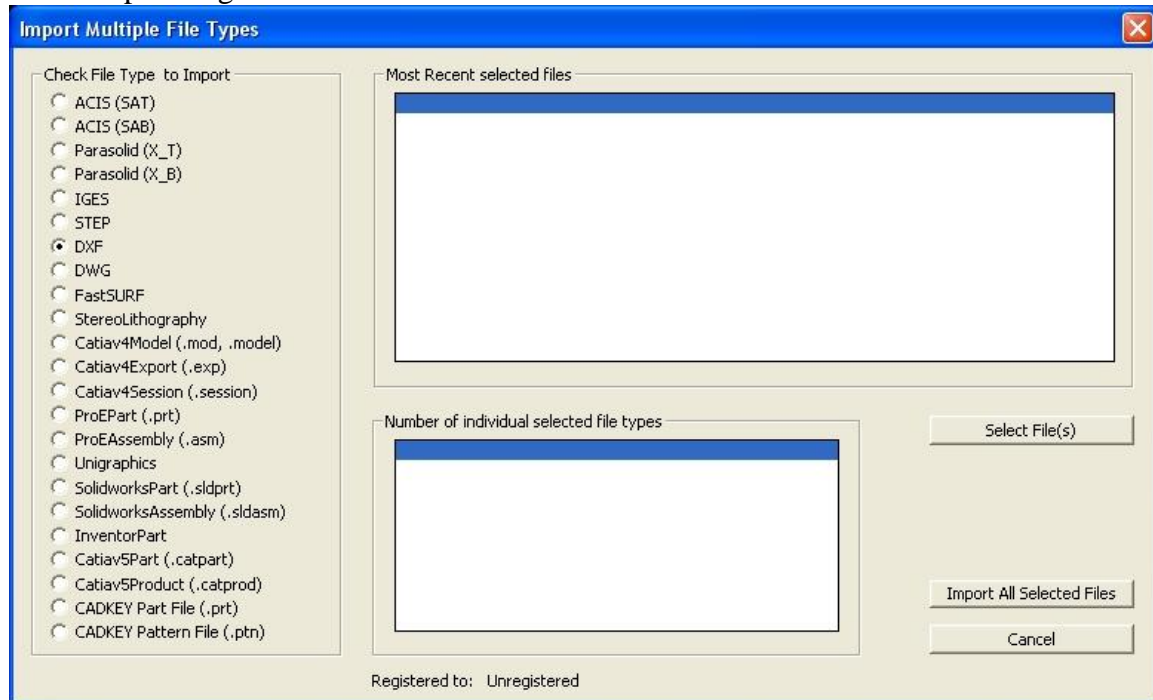 Import Multiple File Types
Check File Type to Import
ACIS (SAT)
ACIS (SAB)
Parasolid (X_T)
Parasolid (X_B)
IGES
STEP
DXF
DWG
FastSURF
StereoLithography
Catiav4Model (.mod, .model)
Catiav4Export (.exp)
Catiav4Session (.session)
ProEPart (.prt)
ProEAssembly (.asm)
Unigraphics
SolidworksPart (.sldprt)
SolidworksAssembly (.sldasm)
InventorPart
Catiav5Part (.catpart)
Catiav5Product (.catprod)
CADKEY Part File (.prt)
CADKEY Pattern File (.ptn)
Most Recent selected files
Number of individual selected file types
Select File(s)
Import All Selected Files
Cancel
Registered to: Unregistered